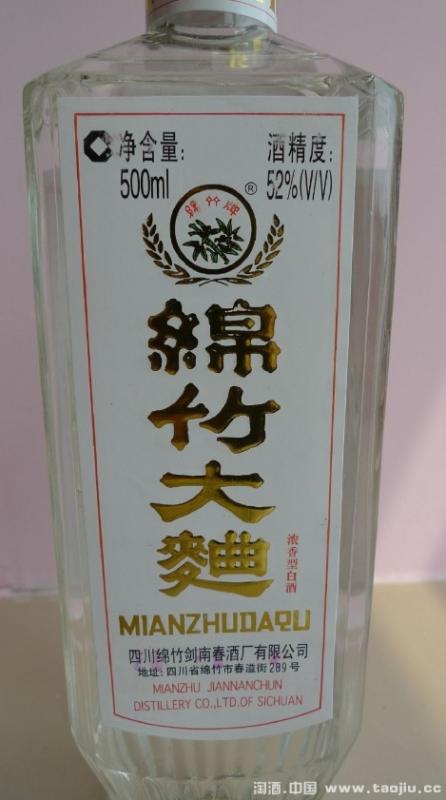 净含量:
500ml
酒精度:
52%(V/V)
綿竹牌
®
綿竹大麯
浓香型白酒
MIANZHUDAQU
四川绵竹剑南春酒厂有限公司
地址:四川省绵竹市春溢街289号
MIANZHU JIANNANCHUN
DISTILLERY CO.,LTD.OF SICHUAN
淘酒.中国 www.taojiu.cc